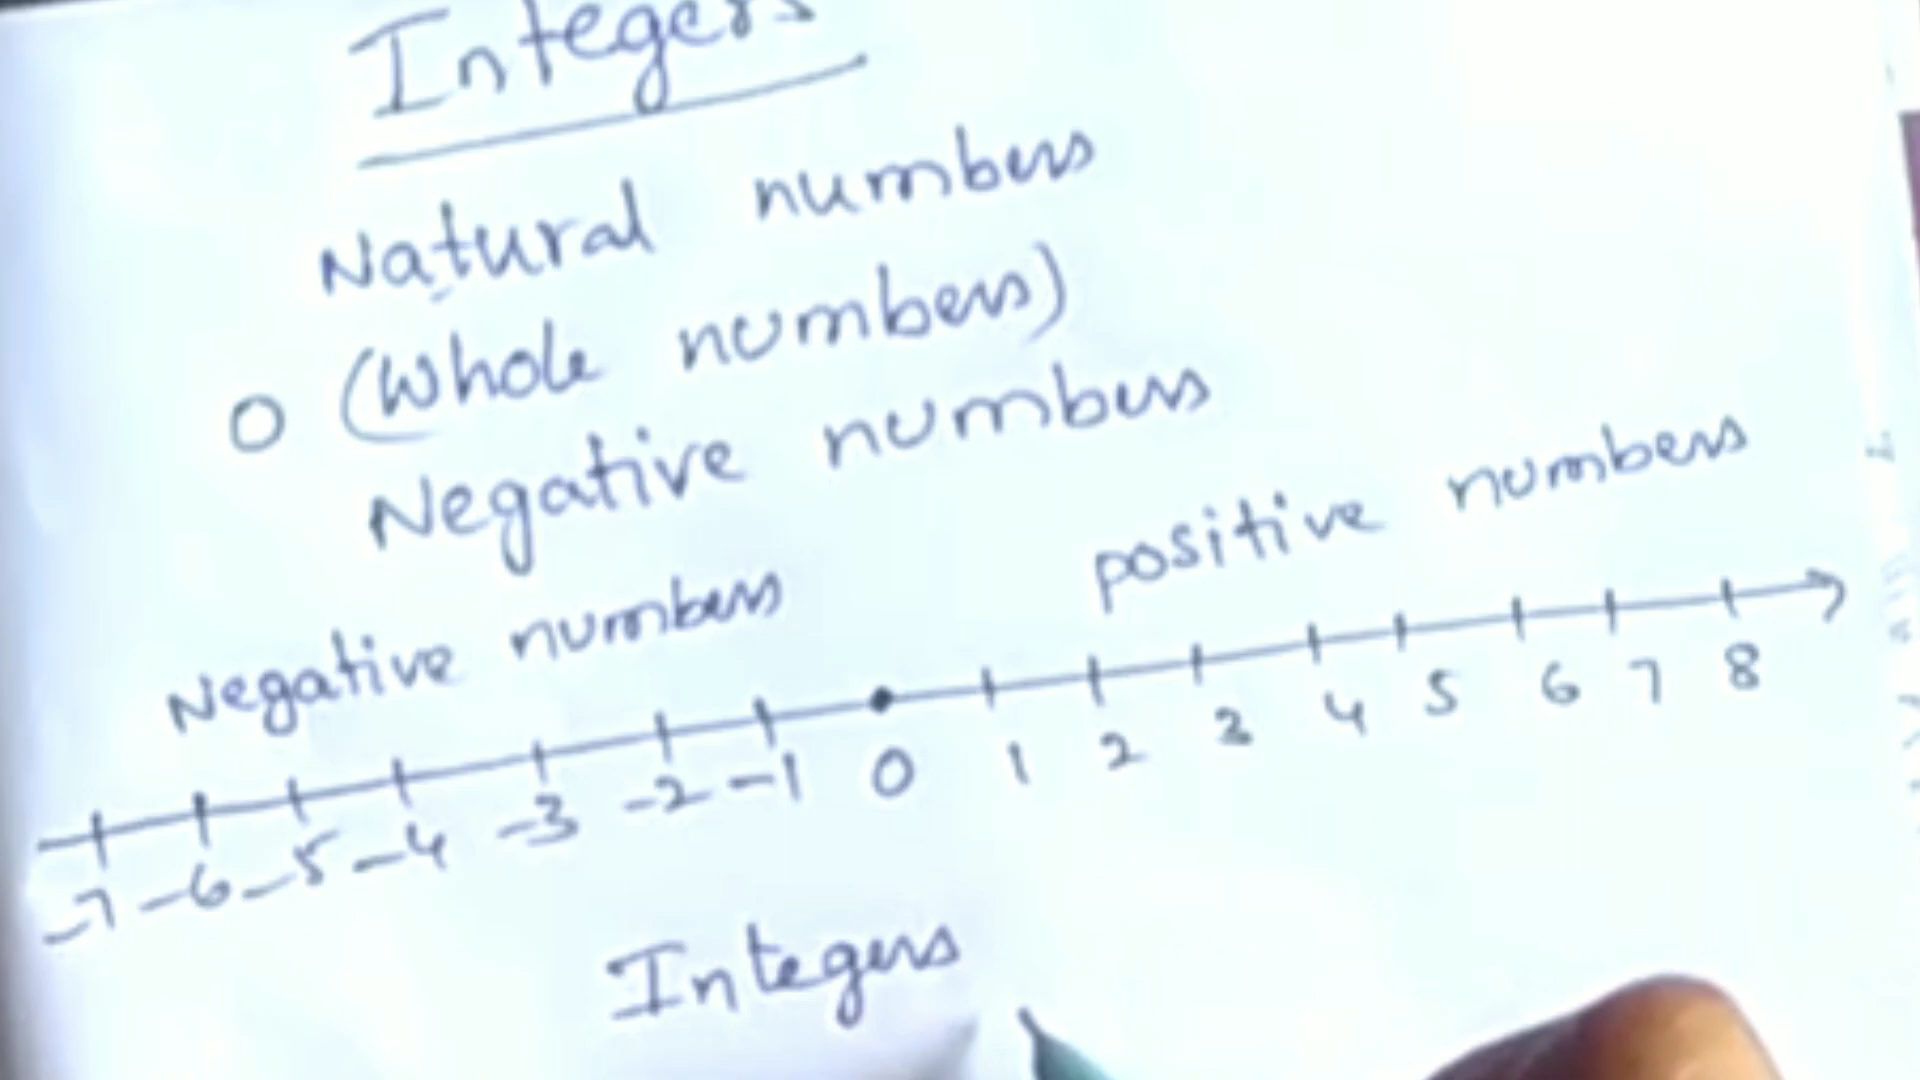 Integers
Natural numbers
0 (Whole numbers)
Negative numbers
Negative numbers positive numbers
-7 -6 -5 -4 -3 -2 -1 0 1 2 3 4 5 6 7 8
Integers